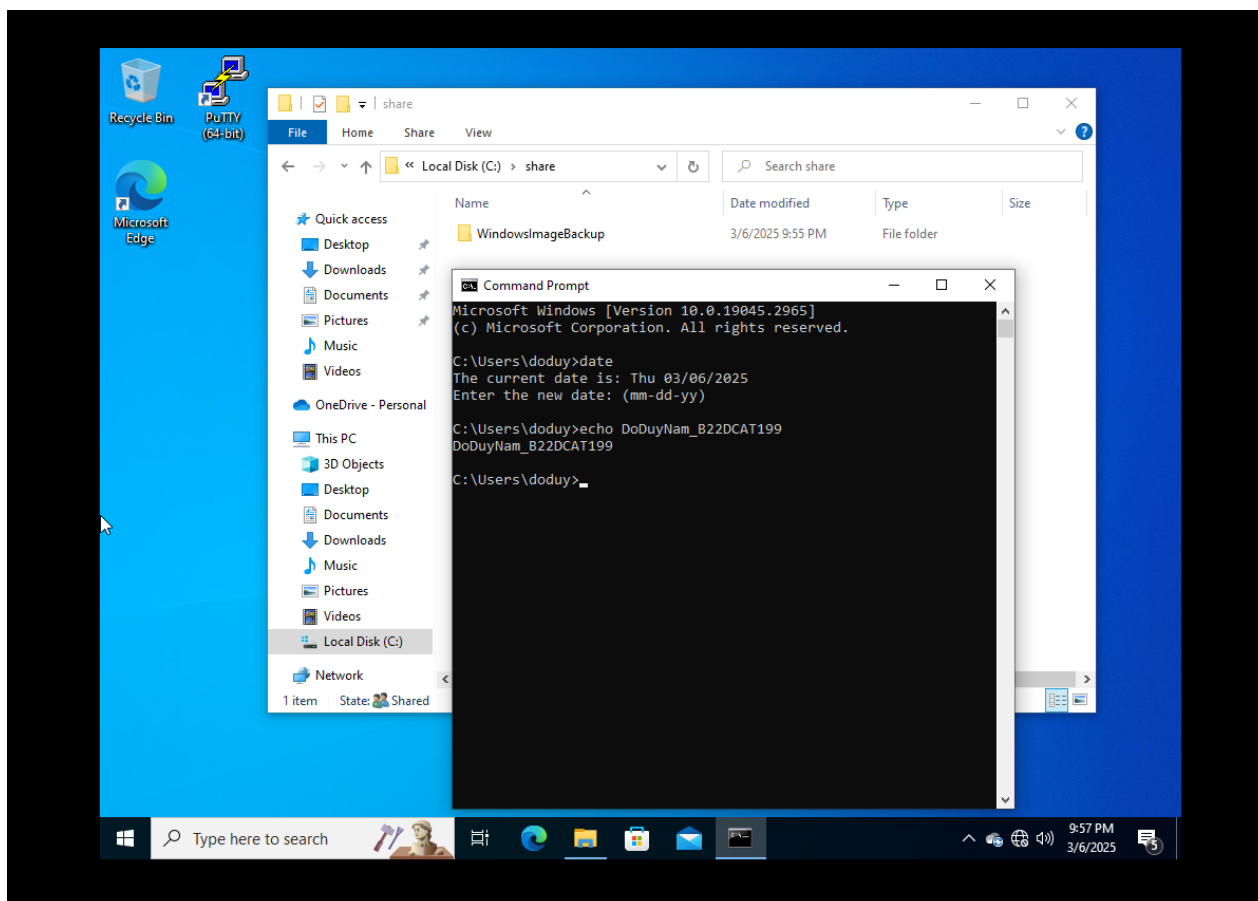 Recycle Bin
PuTTY
(64-bit)
Microsoft
Edge
share
File Home Share View
« Local Disk (C:) › share
Search share
Name Date modified Type Size
WindowsImageBackup 3/6/2025 9:55 PM File folder
Quick access
Desktop
Downloads
Documents
Pictures
Music
Videos
OneDrive - Personal
This PC
3D Objects
Desktop
Documents
Downloads
Music
Pictures
Videos
Local Disk (C:)
Network
1 item State: Shared
Command Prompt
Microsoft Windows [Version 10.0.19045.2965]
(c) Microsoft Corporation. All rights reserved.
C:\Users\doduy>date
The current date is: Thu 03/06/2025
Enter the new date: (mm-dd-yy)
C:\Users\doduy>echo DoDuyNam_B22DCAT199
DoDuyNam_B22DCAT199
C:\Users\doduy>
Type here to search
9:57 PM
3/6/2025
5